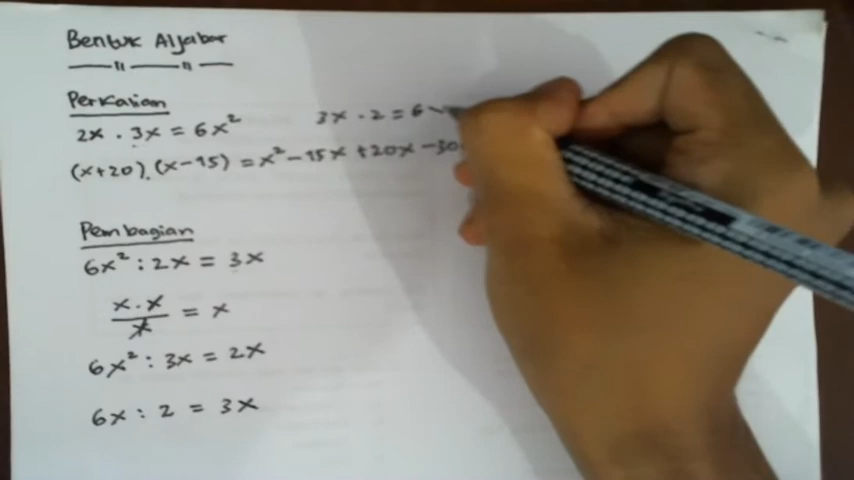 Bentuk Aljabar
Perkalian
2x . 3x = 6x² 3x . 2 = 6
(x+20).(x-15) = x² - 15x + 20x - 30
Pembagian
6x² : 2x = 3x
x . x / x = x
6x² : 3x = 2x
6x : 2 = 3x